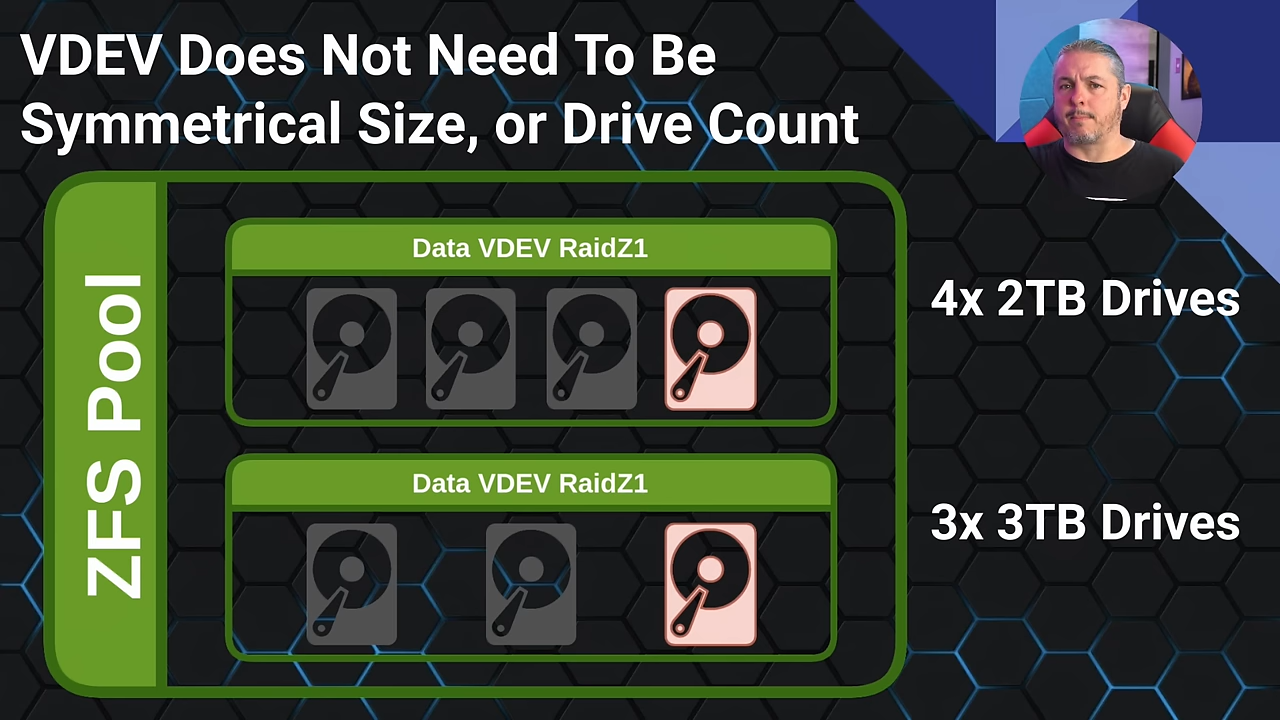 VDEV Does Not Need To Be
Symmetrical Size, or Drive Count
ZFS Pool
Data VDEV RaidZ1
4x 2TB Drives
Data VDEV RaidZ1
3x 3TB Drives